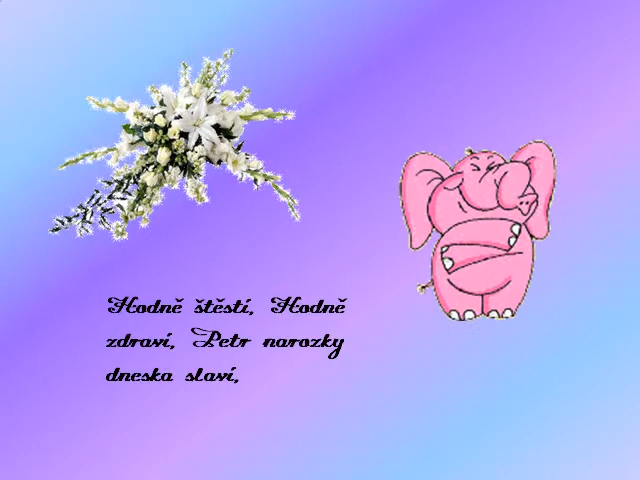 Hodně štěstí, Hodně
zdraví, Petr narozky
dneska slaví,